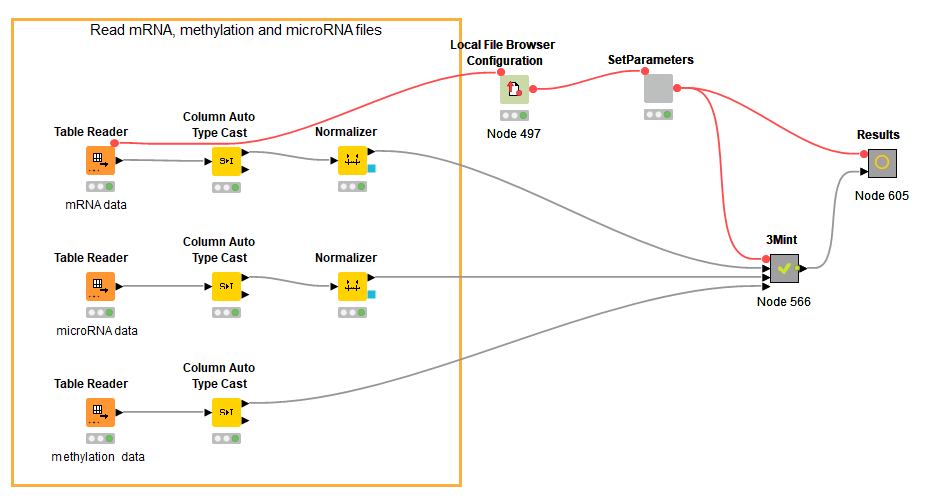 Read mRNA, methylation and microRNA files
Local File Browser
Configuration
Node 497
SetParameters
Results
Node 605
Table Reader
mRNA data
Column Auto
Type Cast
S▸I
Normalizer
Table Reader
microRNA data
Column Auto
Type Cast
S▸I
Normalizer
3Mint
Node 566
Table Reader
methylation  data
Column Auto
Type Cast
S▸I